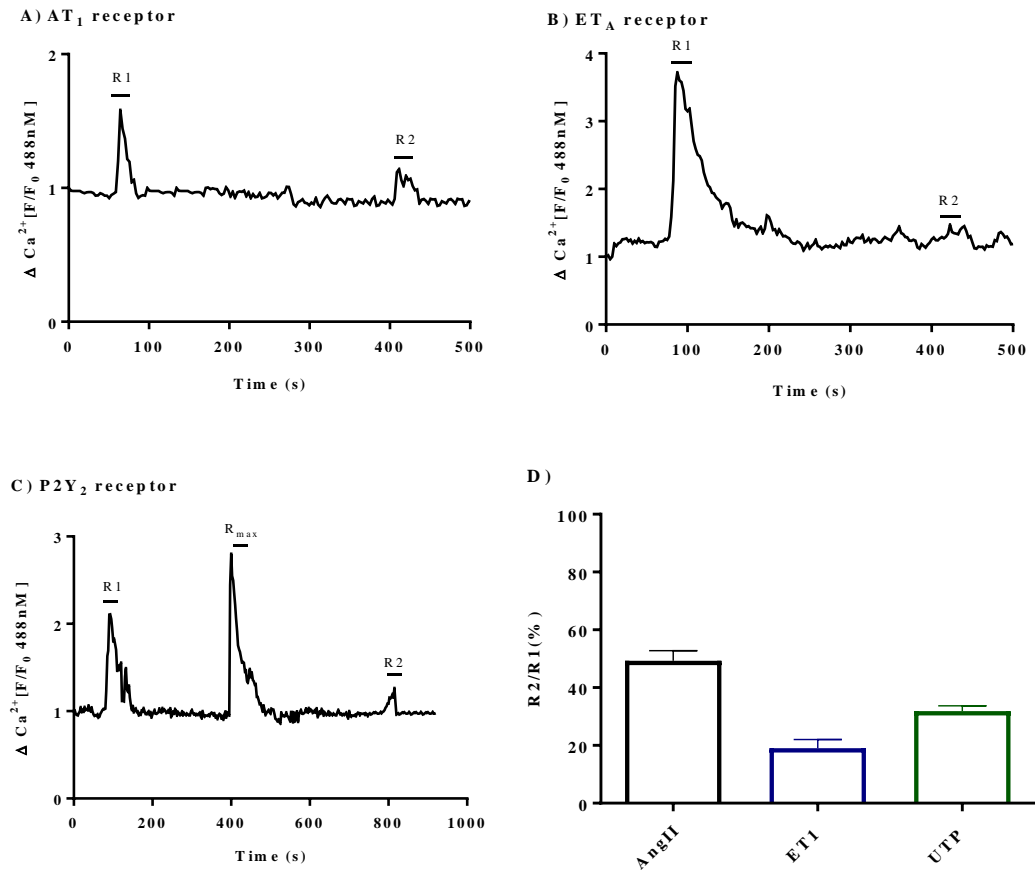 A) AT1 receptor
2
1
0
Δ Ca2+[F/F0 488nM]
R1
R2
0 100 200 300 400 500
Time (s)
B) ETA receptor
4
3
2
1
0
Δ Ca2+[F/F0 488nM]
R1
R2
0 100 200 300 400 500
Time (s)
C) P2Y2 receptor
3
2
1
0
Δ Ca2+[F/F0 488nM]
R1
Rmax
R2
0 200 400 600 800 1000
Time (s)
D)
100
80
60
40
20
0
R2/R1(%)
AngII
ET1
UTP